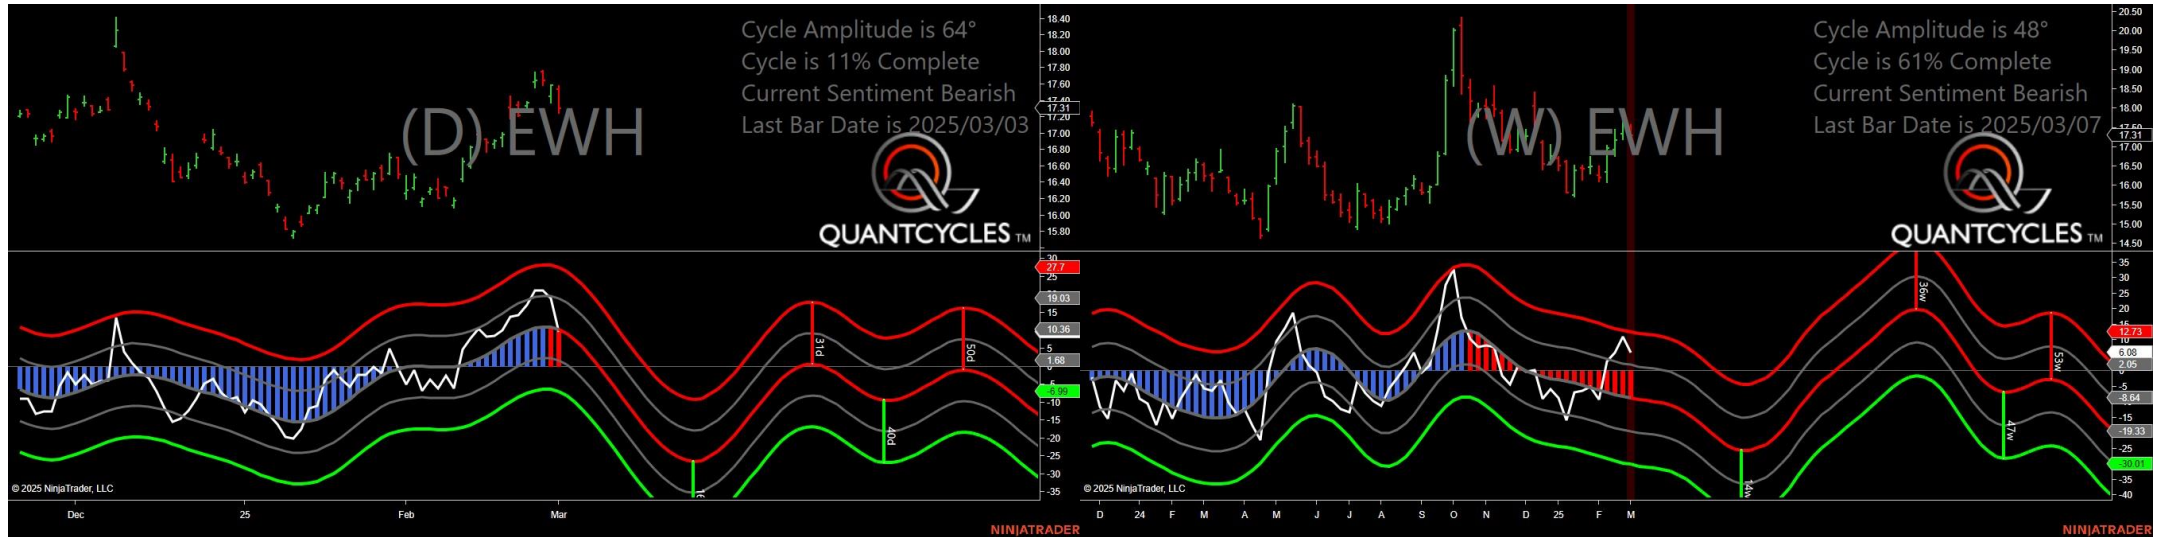 Cycle Amplitude is 64°
Cycle is 11% Complete
Current Sentiment Bearish
Last Bar Date is 2025/03/03
(D) EWH
QUANTCYCLES TM
18.40
18.20
18.00
17.80
17.60
17.40
17.31
17.20
17.00
16.80
16.60
16.40
16.20
16.00
15.80
30
27.7
25
19.03
15
10.36
5
1.68
0
-5
-6.99
-10
-15
-20
-25
-30
-35
31d
50d
40d
© 2025 NinjaTrader, LLC
Dec
25
Feb
Mar
NINJATRADER
Cycle Amplitude is 48°
Cycle is 61% Complete
Current Sentiment Bearish
Last Bar Date is 2025/03/07
(W) EWH
QUANTCYCLES TM
20.50
20.00
19.50
19.00
18.50
18.00
17.50
17.31
17.00
16.50
16.00
15.50
15.00
14.50
35
30
25
20
15
12.73
6.08
2.05
0
-5
-8.64
-15
-19.33
-25
-30.01
-35
-40
36w
53w
47w
14w
© 2025 NinjaTrader, LLC
D 24 F M A M J J A S O N D 25 F M
NINJATRADER